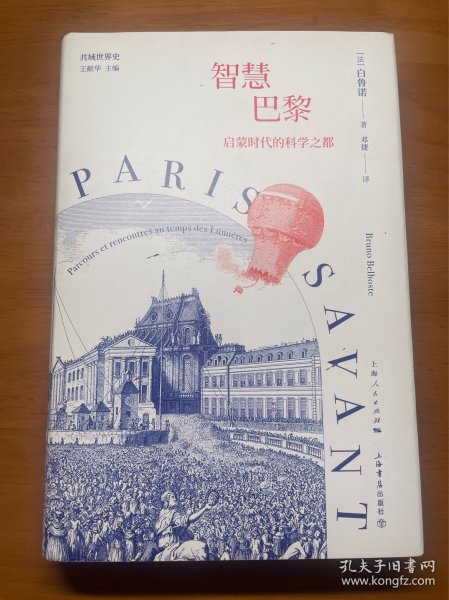 共域世界史
王献华 主编
智慧
巴黎
启蒙时代的科学之都
[法]白鲁诺——著
邓捷——译
PARIS
SAVANT
Parcours et rencontres au temps des Lumières
Bruno Belhoste
上海人民出版社
上海书店出版社
孔夫子旧书网
www.kongfz.com